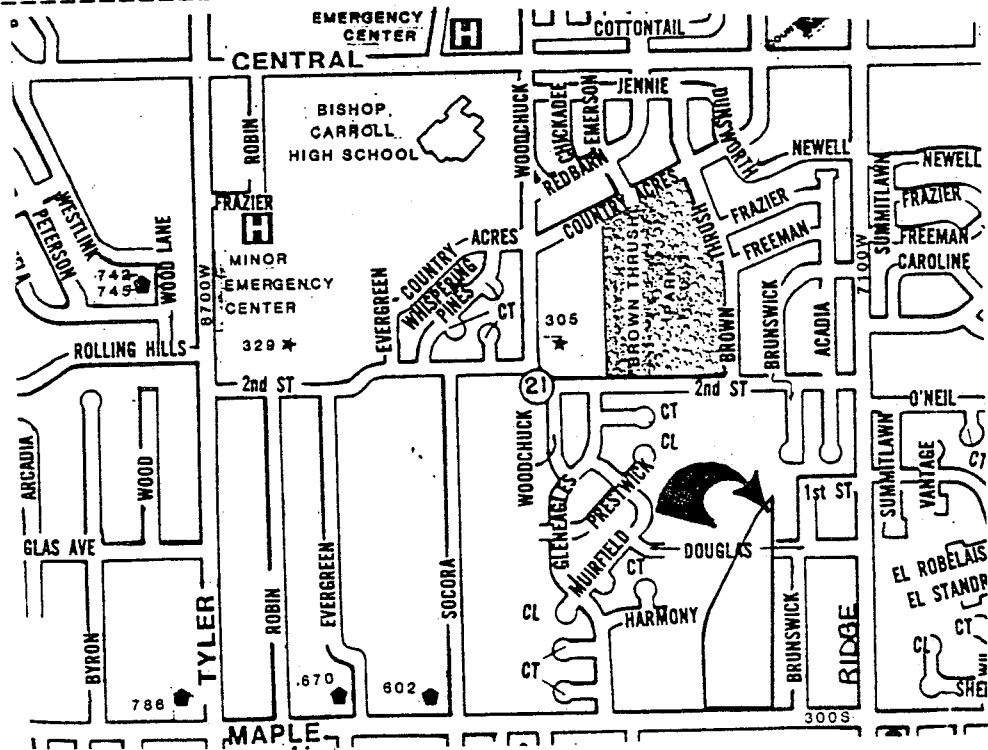 EMERGENCY
CENTER
H
COTTONTAIL
CENTRAL
JENNIE
BISHOP
CARROLL
HIGH SCHOOL
ROBIN
WOODCHUCK
CHICKADEE
EMERSON
DUNSWORTH
REDBARN
NEWELL
NEWELL
SUMMITLAWN
FRAZIER
H
MINOR
EMERGENCY
CENTER
WESTLINK
PETERSON
WOOD LANE
742
745
8700W
COUNTRY ACRES
COUNTRY ACRES
WHISPERING
PINES
CT
EVERGREEN
BROWN THRUSH
PARK
BROWN THRUSH
FRAZIER
FREEMAN
FRAZIER
FREEMAN
CAROLINE
7100W
BRUNSWICK
ACADIA
305
329
ROLLING HILLS
2nd ST
21
2nd ST
O'NEIL
CT
CL
CT
ARCADIA
WOOD
WOODCHUCK
GLENEAGLES
PRESTWICK
MUIRFIELD
1st ST
SUMMITLAWN
VANTAGE
GLAS AVE
DOUGLAS
CT
EL ROBELAIS
EL STANDR
HARMONY
CL
CT
BYRON
TYLER
ROBIN
EVERGREEN
SOCORA
BRUNSWICK
RIDGE
CT
CL
WIL
SHE
786
670
602
300S
MAPLE